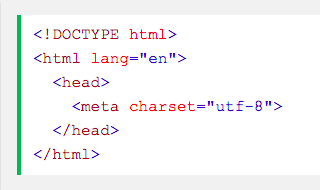 <!DOCTYPE html>
<html lang="en">
  <head>
    <meta charset="utf-8">
  </head>
</html>